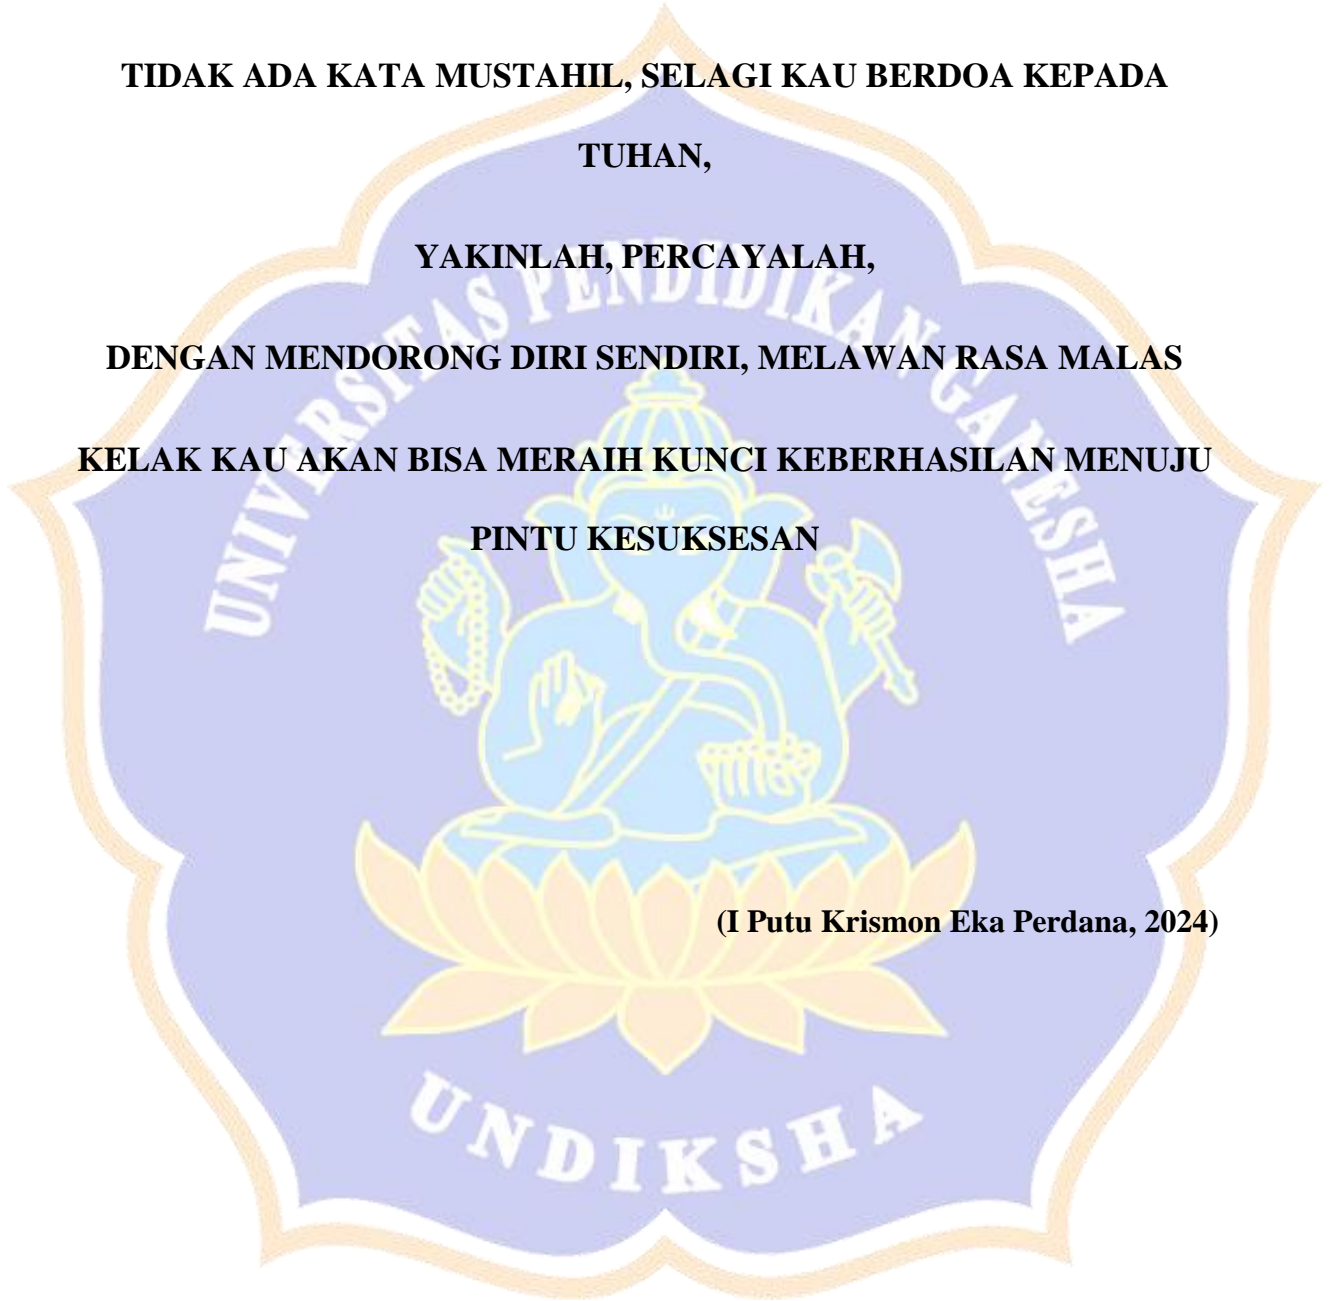 TIDAK ADA KATA MUSTAHIL, SELAGI KAU BERDOA KEPADA
TUHAN,
YAKINLAH, PERCAYALAH,
DENGAN MENDORONG DIRI SENDIRI, MELAWAN RASA MALAS
KELAK KAU AKAN BISA MERAIH KUNCI KEBERHASILAN MENUJU
PINTU KESUKSESAN
(I Putu Krismon Eka Perdana, 2024)
UNIVERSITAS PENDIDIKAN GANESHA
UNDIKSHA